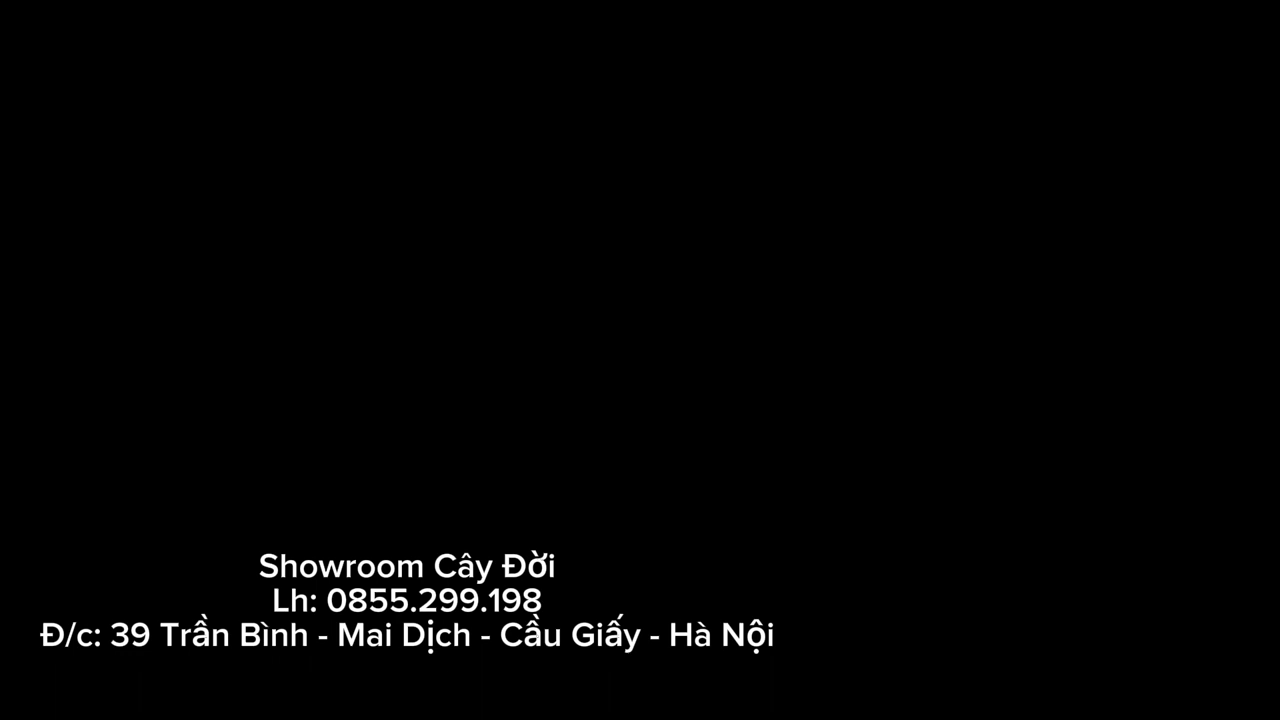 Showroom Cây Đời
Lh: 0855.299.198
Đ/c: 39 Trần Bình - Mai Dịch - Cầu Giấy - Hà Nội